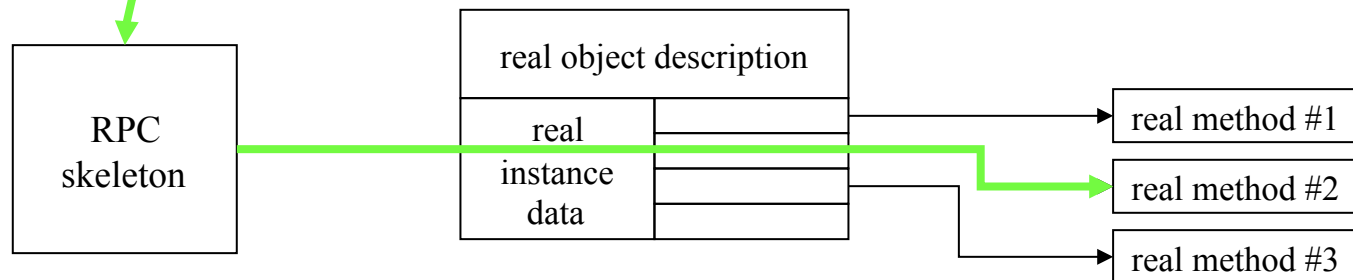 real object description
RPC
skeleton
real
instance
data
real method #1
real method #2
real method #3